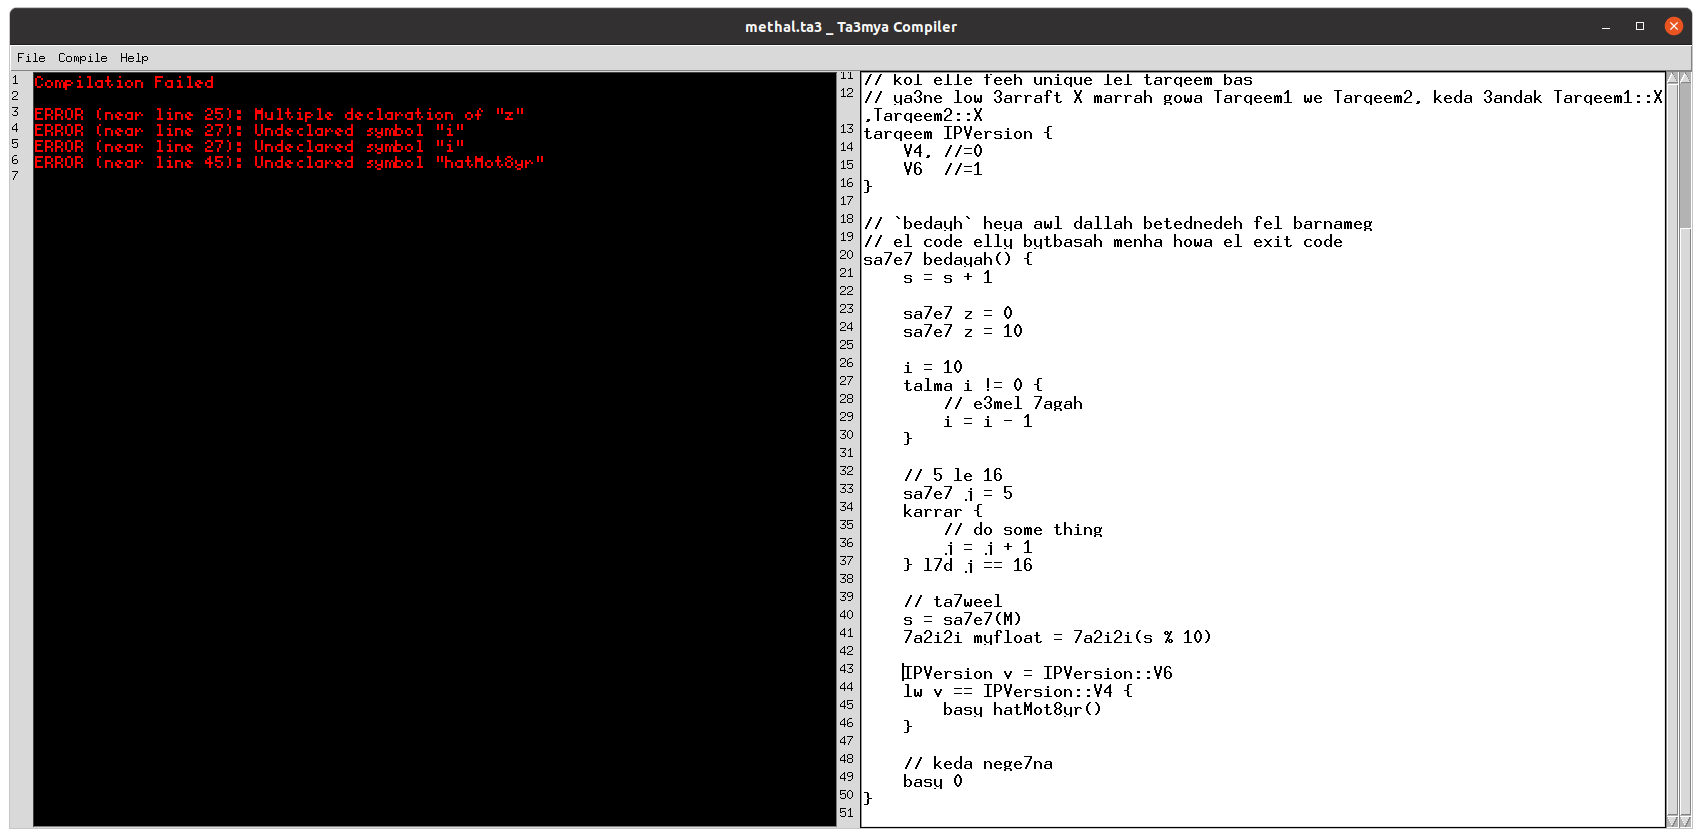 methal.ta3 _ Ta3mya Compiler
File Compile Help
1 Compilation Failed
2
3 ERROR (near line 25): Multiple declaration of "z"
4 ERROR (near line 27): Undeclared symbol "i"
5 ERROR (near line 27): Undeclared symbol "i"
6 ERROR (near line 45): Undeclared symbol "hatMot8yr"
7
11 // kol elle feeh unique lel tarqeem bas
12 // ya3ne low 3arraft X marrah gowa Tarqeem1 we Tarqeem2, keda 3andak Tarqeem1::X
,Tarqeem2::X
13 tarqeem IPVersion {
14 V4, //=0
15 V6 //=1
16 }
17
18 // `bedayh` heya awl dallah betednedeh fel barnameg
19 // el code elly bytbasah menha howa el exit code
20 sa7e7 bedayah() {
21 s = s + 1
22
23 sa7e7 z = 0
24 sa7e7 z = 10
25
26 i = 10
27 talma i != 0 {
28 // e3mel 7agah
29 i = i - 1
30 }
31
32 // 5 le 16
33 sa7e7 j = 5
34 karrar {
35 // do some thing
36 j = j + 1
37 } l7d j == 16
38
39 // ta7weel
40 s = sa7e7(M)
41 7a2i2i myfloat = 7a2i2i(s % 10)
42
43 IPVersion v = IPVersion::V6
44 lw v == IPVersion::V4 {
45 basy hatMot8yr()
46 }
47
48 // keda nege7na
49 basy 0
50 }
51